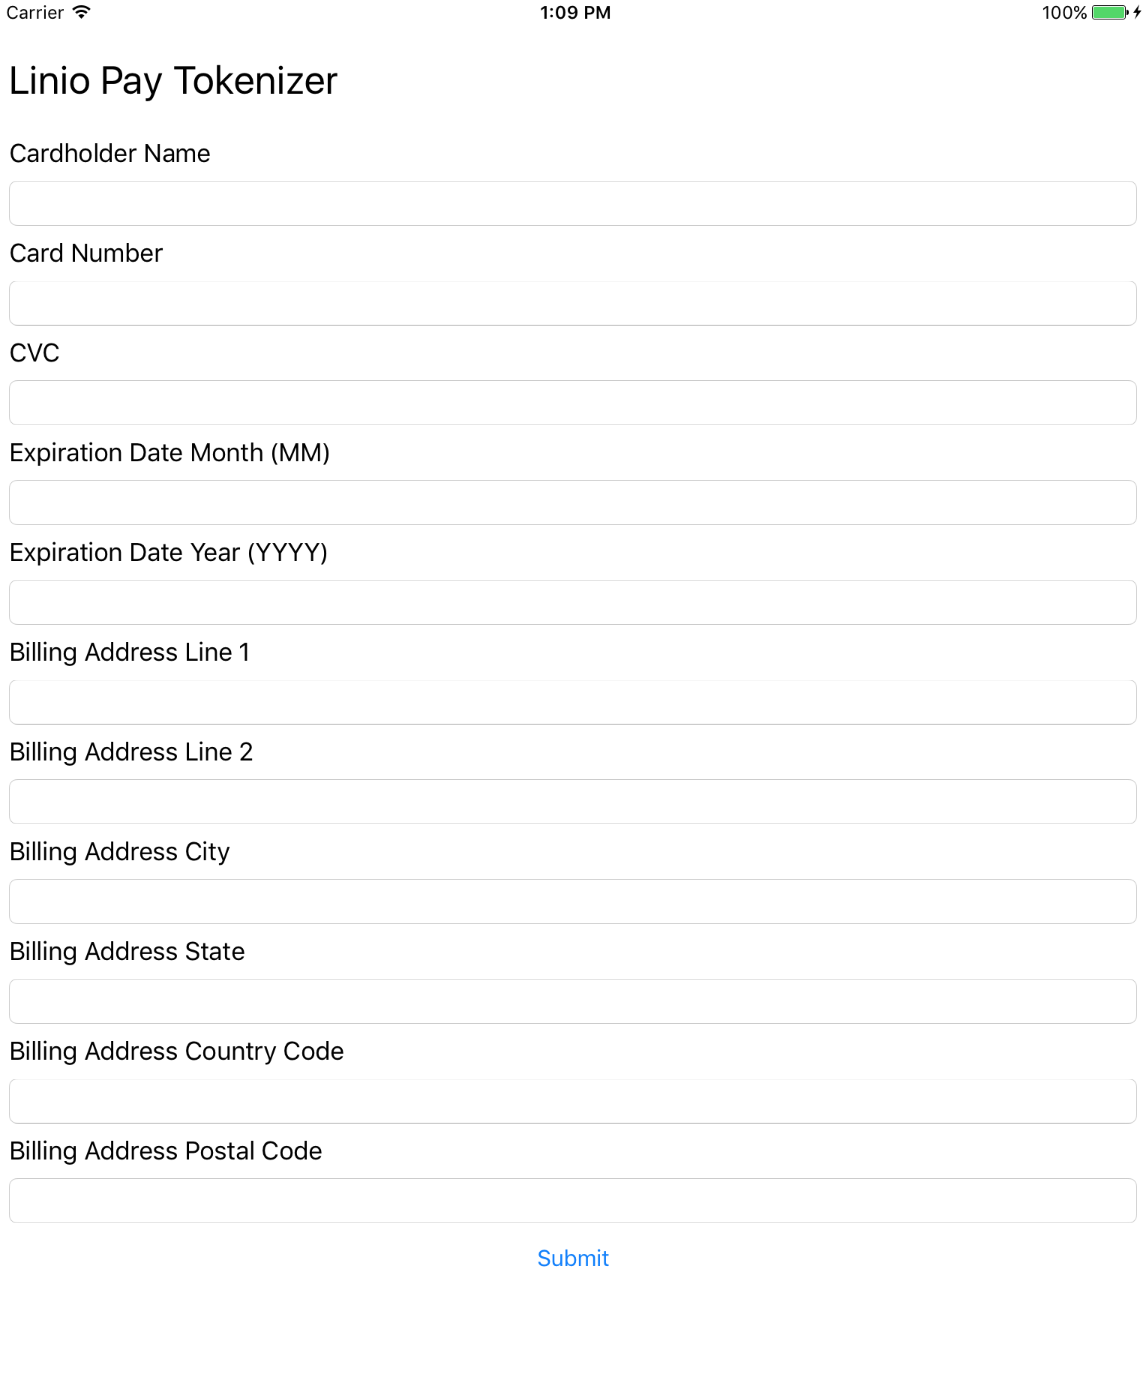 Carrier 1:09 PM 100%
Linio Pay Tokenizer
Cardholder Name
Card Number
CVC
Expiration Date Month (MM)
Expiration Date Year (YYYY)
Billing Address Line 1
Billing Address Line 2
Billing Address City
Billing Address State
Billing Address Country Code
Billing Address Postal Code
Submit